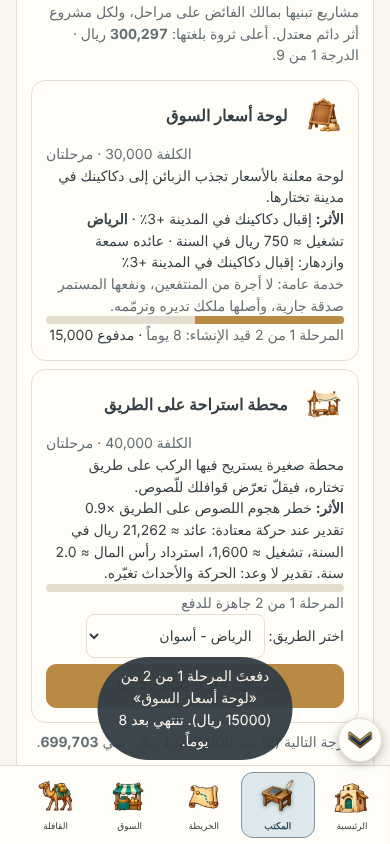 مشاريع تبنيها بمالك الفائض على مراحل، ولكل مشروع
أثر دائم معتدل. أعلى ثروة بلغتها: 300,297 ريال ·
الدرجة 1 من 9.
لوحة أسعار السوق
الكلفة 30,000 · مرحلتان
لوحة معلنة بالأسعار تجذب الزبائن إلى دكاكينك في
مدينة تختارها.
الأثر: إقبال دكاكينك في المدينة +3٪ · الرياض
تشغيل ≈ 750 ريال في السنة · عائده سمعة
وازدهار: إقبال دكاكينك في المدينة +3٪
خدمة عامة: لا أجرة من المنتفعين، ونفعها المستمر
صدقة جارية، وأصلها ملكك تديره وترمّمه.
المرحلة 1 من 2 قيد الإنشاء: 8 يوماً · مدفوع 15,000
محطة استراحة على الطريق
الكلفة 40,000 · مرحلتان
محطة صغيرة يستريح فيها الركب على طريق
تختاره، فيقلّ تعرّض قوافلك للّصوص.
الأثر: خطر هجوم اللصوص على الطريق ×0.9
تقدير عند حركة معتادة: عائد ≈ 21,262 ريال في
السنة، تشغيل ≈ 1,600، استرداد رأس المال ≈ 2.0
سنة. تقدير لا وعد: الحركة والأحداث تغيّره.
المرحلة 1 من 2 جاهزة للدفع
اختر الطريق: الرياض - أسوان
دفعتَ المرحلة 1 من 2 من
«لوحة أسعار السوق»
(15000 ريال). تنتهي بعد 8
يوماً.
التالية 699,703.
الرئيسية
المكتب
الخريطة
السوق
القافلة